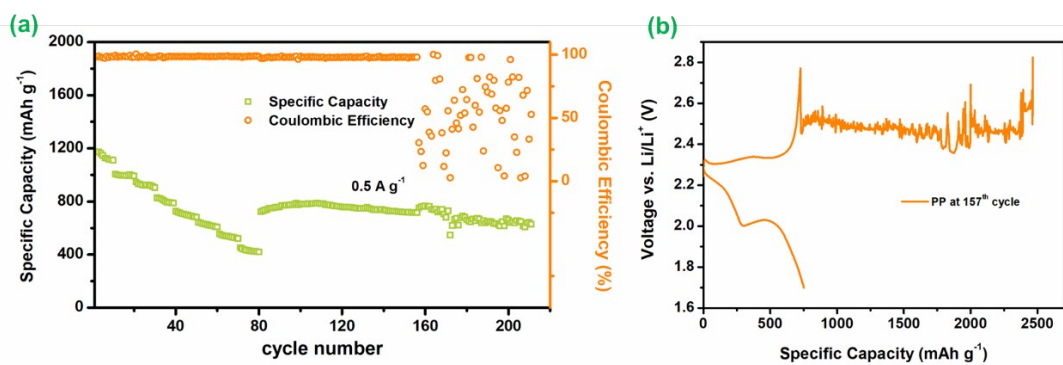 (a)
2000
1600
1200
800
400
0
Specific Capacity (mAh g⁻¹)
Specific Capacity
Coulombic Efficiency
0.5 A g⁻¹
40
80
120
160
200
cycle number
100
50
0
Coulombic Efficiency (%)
(b)
2.8
2.6
2.4
2.2
2.0
1.8
1.6
Voltage vs. Li/Li⁺ (V)
PP at 157ᵗʰ cycle
0
500
1000
1500
2000
2500
Specific Capacity (mAh g⁻¹)